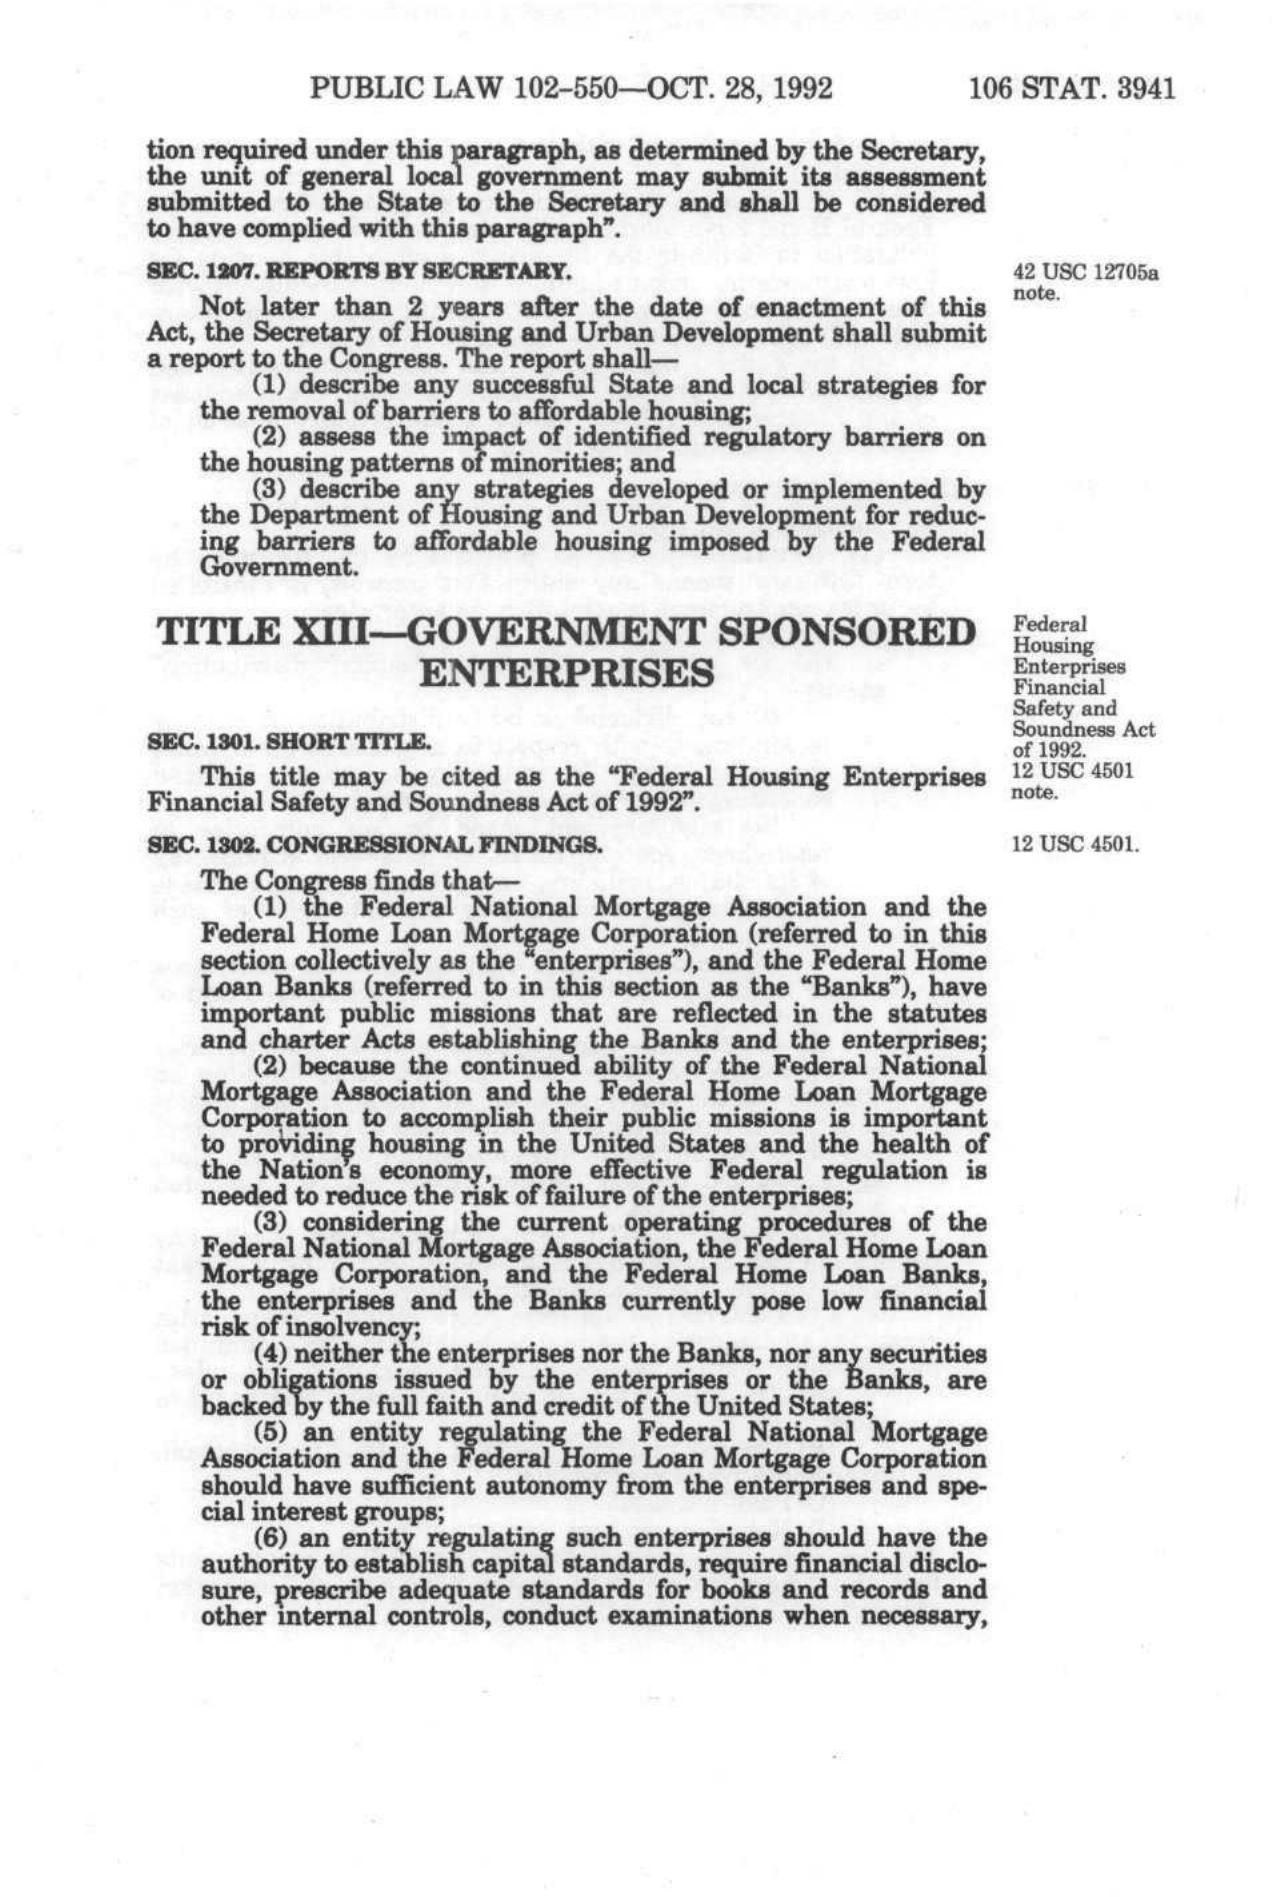 PUBLIC LAW 102–550—OCT. 28, 1992 106 STAT. 3941
tion required under this paragraph, as determined by the Secretary,
the unit of general local government may submit its assessment
submitted to the State to the Secretary and shall be considered
to have complied with this paragraph”.
SEC. 1207. REPORTS BY SECRETARY.
42 USC 12705a
note.
Not later than 2 years after the date of enactment of this
Act, the Secretary of Housing and Urban Development shall submit
a report to the Congress. The report shall—
(1) describe any successful State and local strategies for
the removal of barriers to affordable housing;
(2) assess the impact of identified regulatory barriers on
the housing patterns of minorities; and
(3) describe any strategies developed or implemented by
the Department of Housing and Urban Development for reduc-
ing barriers to affordable housing imposed by the Federal
Government.
TITLE XIII—GOVERNMENT SPONSORED
ENTERPRISES
Federal
Housing
Enterprises
Financial
Safety and
Soundness Act
of 1992.
12 USC 4501
note.
SEC. 1301. SHORT TITLE.
This title may be cited as the “Federal Housing Enterprises
Financial Safety and Soundness Act of 1992”.
SEC. 1302. CONGRESSIONAL FINDINGS.
12 USC 4501.
The Congress finds that—
(1) the Federal National Mortgage Association and the
Federal Home Loan Mortgage Corporation (referred to in this
section collectively as the “enterprises”), and the Federal Home
Loan Banks (referred to in this section as the “Banks”), have
important public missions that are reflected in the statutes
and charter Acts establishing the Banks and the enterprises;
(2) because the continued ability of the Federal National
Mortgage Association and the Federal Home Loan Mortgage
Corporation to accomplish their public missions is important
to providing housing in the United States and the health of
the Nation’s economy, more effective Federal regulation is
needed to reduce the risk of failure of the enterprises;
(3) considering the current operating procedures of the
Federal National Mortgage Association, the Federal Home Loan
Mortgage Corporation, and the Federal Home Loan Banks,
the enterprises and the Banks currently pose low financial
risk of insolvency;
(4) neither the enterprises nor the Banks, nor any securities
or obligations issued by the enterprises or the Banks, are
backed by the full faith and credit of the United States;
(5) an entity regulating the Federal National Mortgage
Association and the Federal Home Loan Mortgage Corporation
should have sufficient autonomy from the enterprises and spe-
cial interest groups;
(6) an entity regulating such enterprises should have the
authority to establish capital standards, require financial disclo-
sure, prescribe adequate standards for books and records and
other internal controls, conduct examinations when necessary,